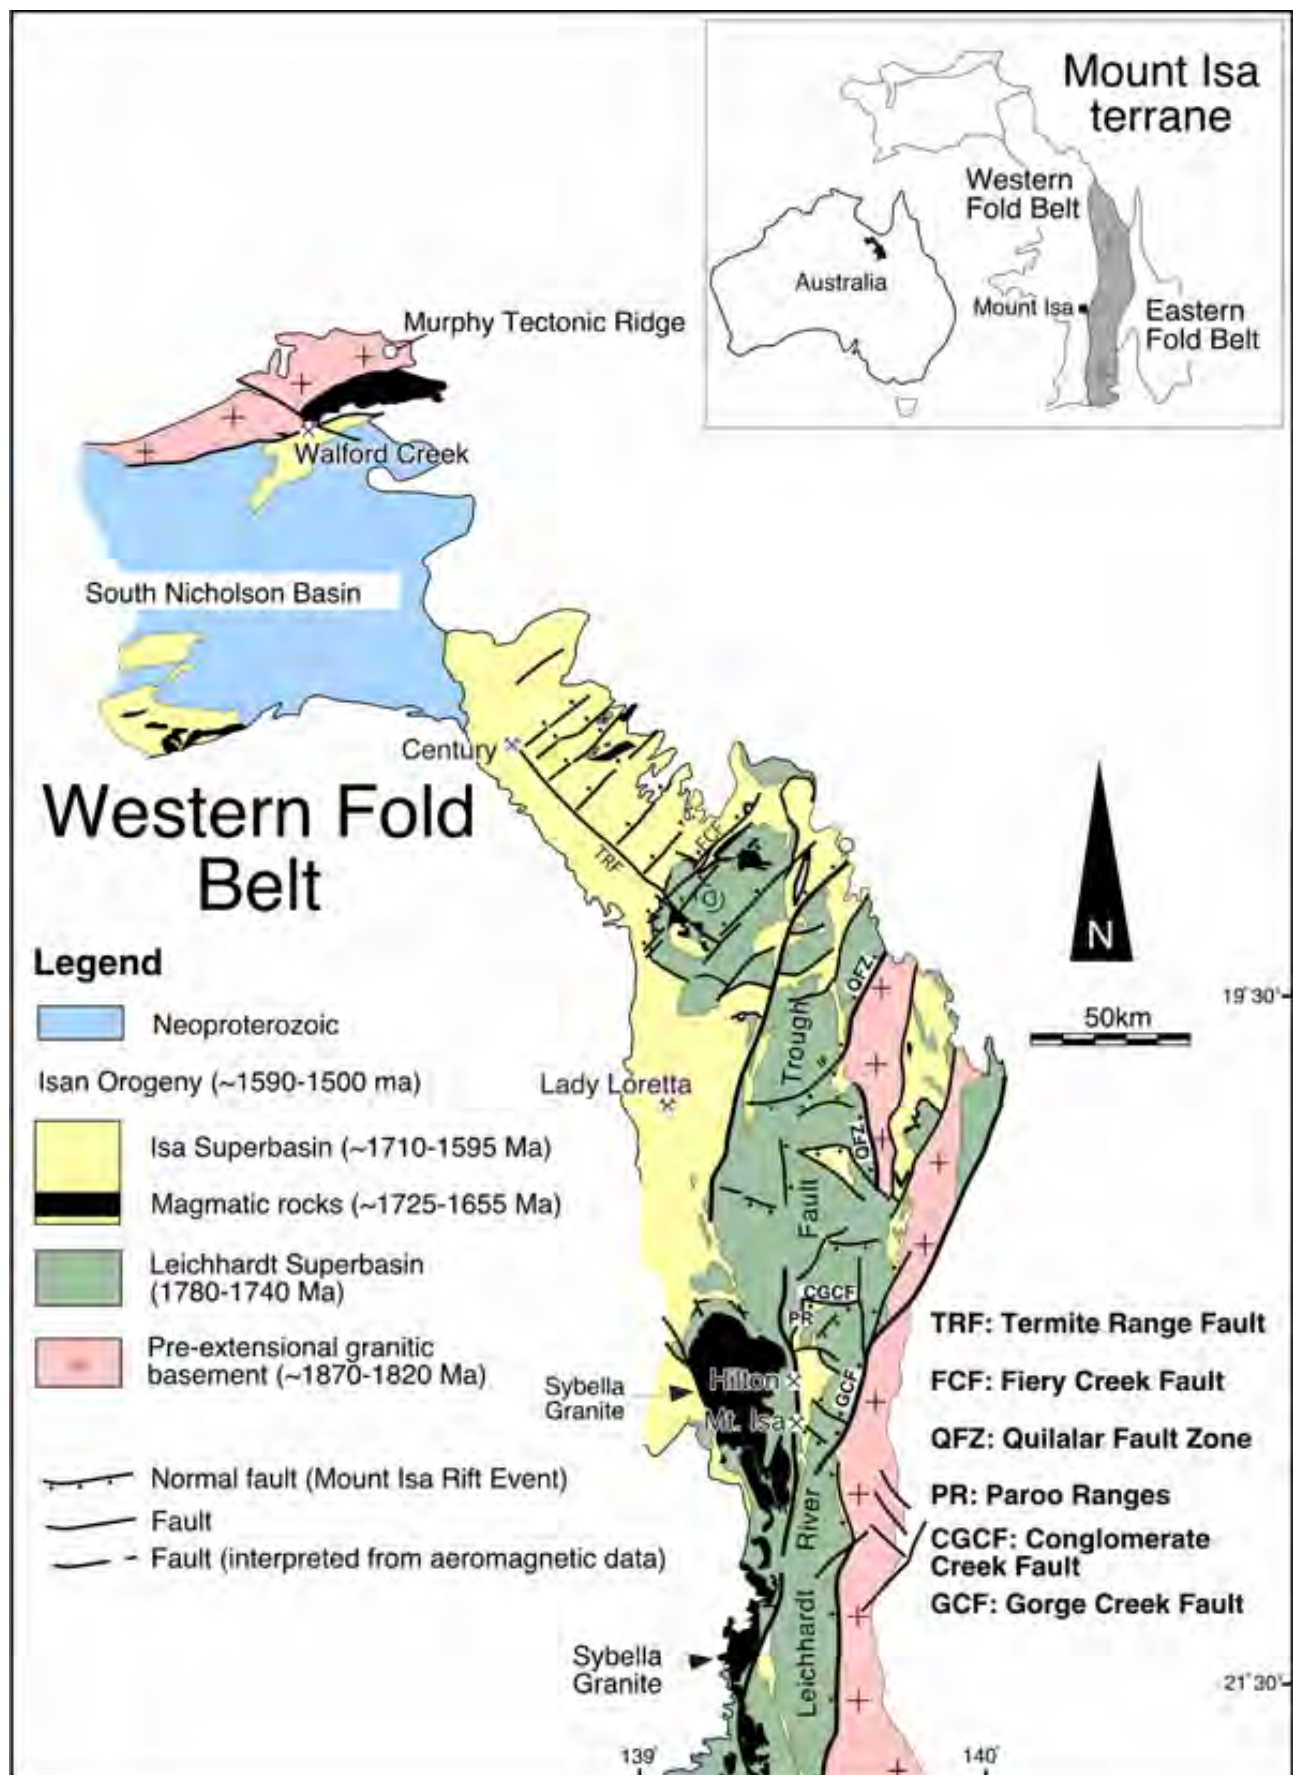 Mount Isa
terrane
Western
Fold Belt
Australia
Mount Isa
Eastern
Fold Belt
Murphy Tectonic Ridge
Walford Creek
South Nicholson Basin
Century
Western Fold
Belt
TRF
FCF
N
Legend
QFZ
19°30'
50km
Neoproterozoic
Isan Orogeny (~1590-1500 ma)
Lady Loretta
Trough
QFZ
Isa Superbasin (~1710-1595 Ma)
Magmatic rocks (~1725-1655 Ma)
Fault
Leichhardt Superbasin
(1780-1740 Ma)
CGCF
PR
Pre-extensional granitic
basement (~1870-1820 Ma)
Sybella
Granite
Hilton
Mt. Isa
GCF
TRF: Termite Range Fault
FCF: Fiery Creek Fault
QFZ: Quilalar Fault Zone
PR: Paroo Ranges
CGCF: Conglomerate
Creek Fault
GCF: Gorge Creek Fault
Normal fault (Mount Isa Rift Event)
Fault
Fault (interpreted from aeromagnetic data)
River
Leichhardt
Sybella
Granite
21°30'
139°
140°